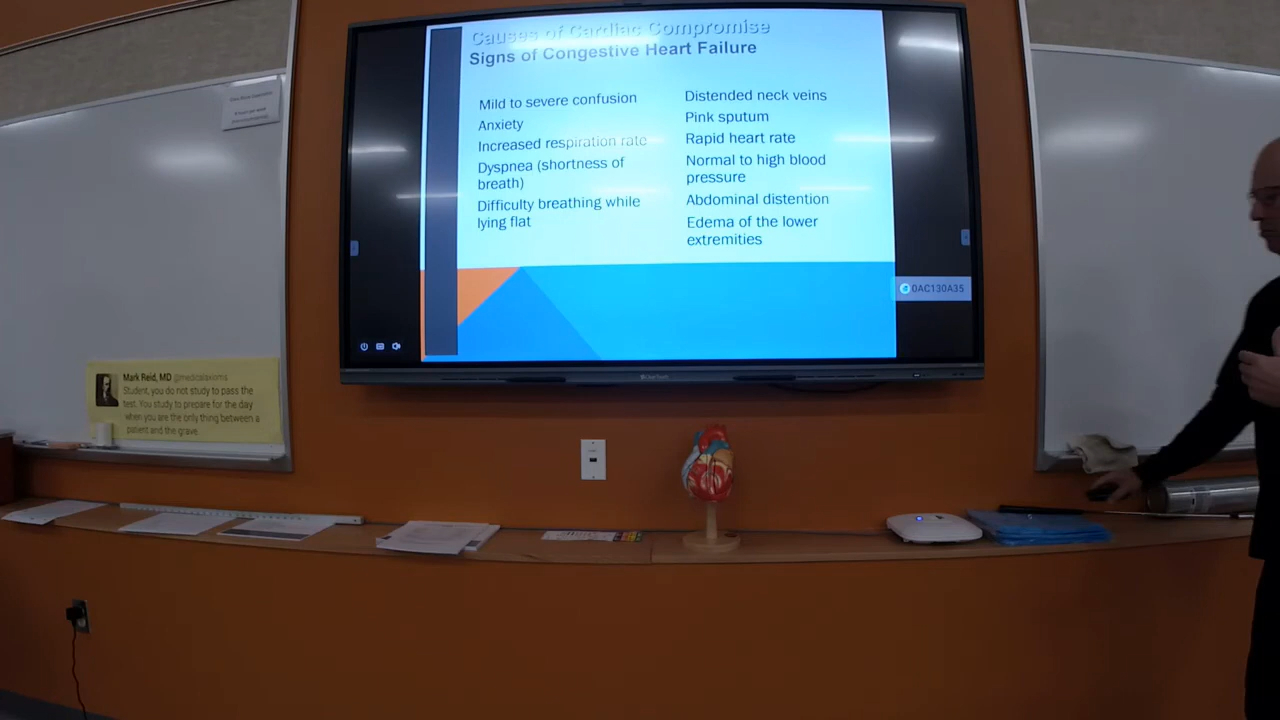 Causes of Cardiac Compromise
Signs of Congestive Heart Failure
Mild to severe confusion
Anxiety
Increased respiration rate
Dyspnea (shortness of
breath)
Difficulty breathing while
lying flat
Distended neck veins
Pink sputum
Rapid heart rate
Normal to high blood
pressure
Abdominal distention
Edema of the lower
extremities
0AC130A35
Mark Reid, MD @medicalaxioms
Student, you do not study to pass the
test. You study to prepare for the day
when you are the only thing between a
patient and the grave.